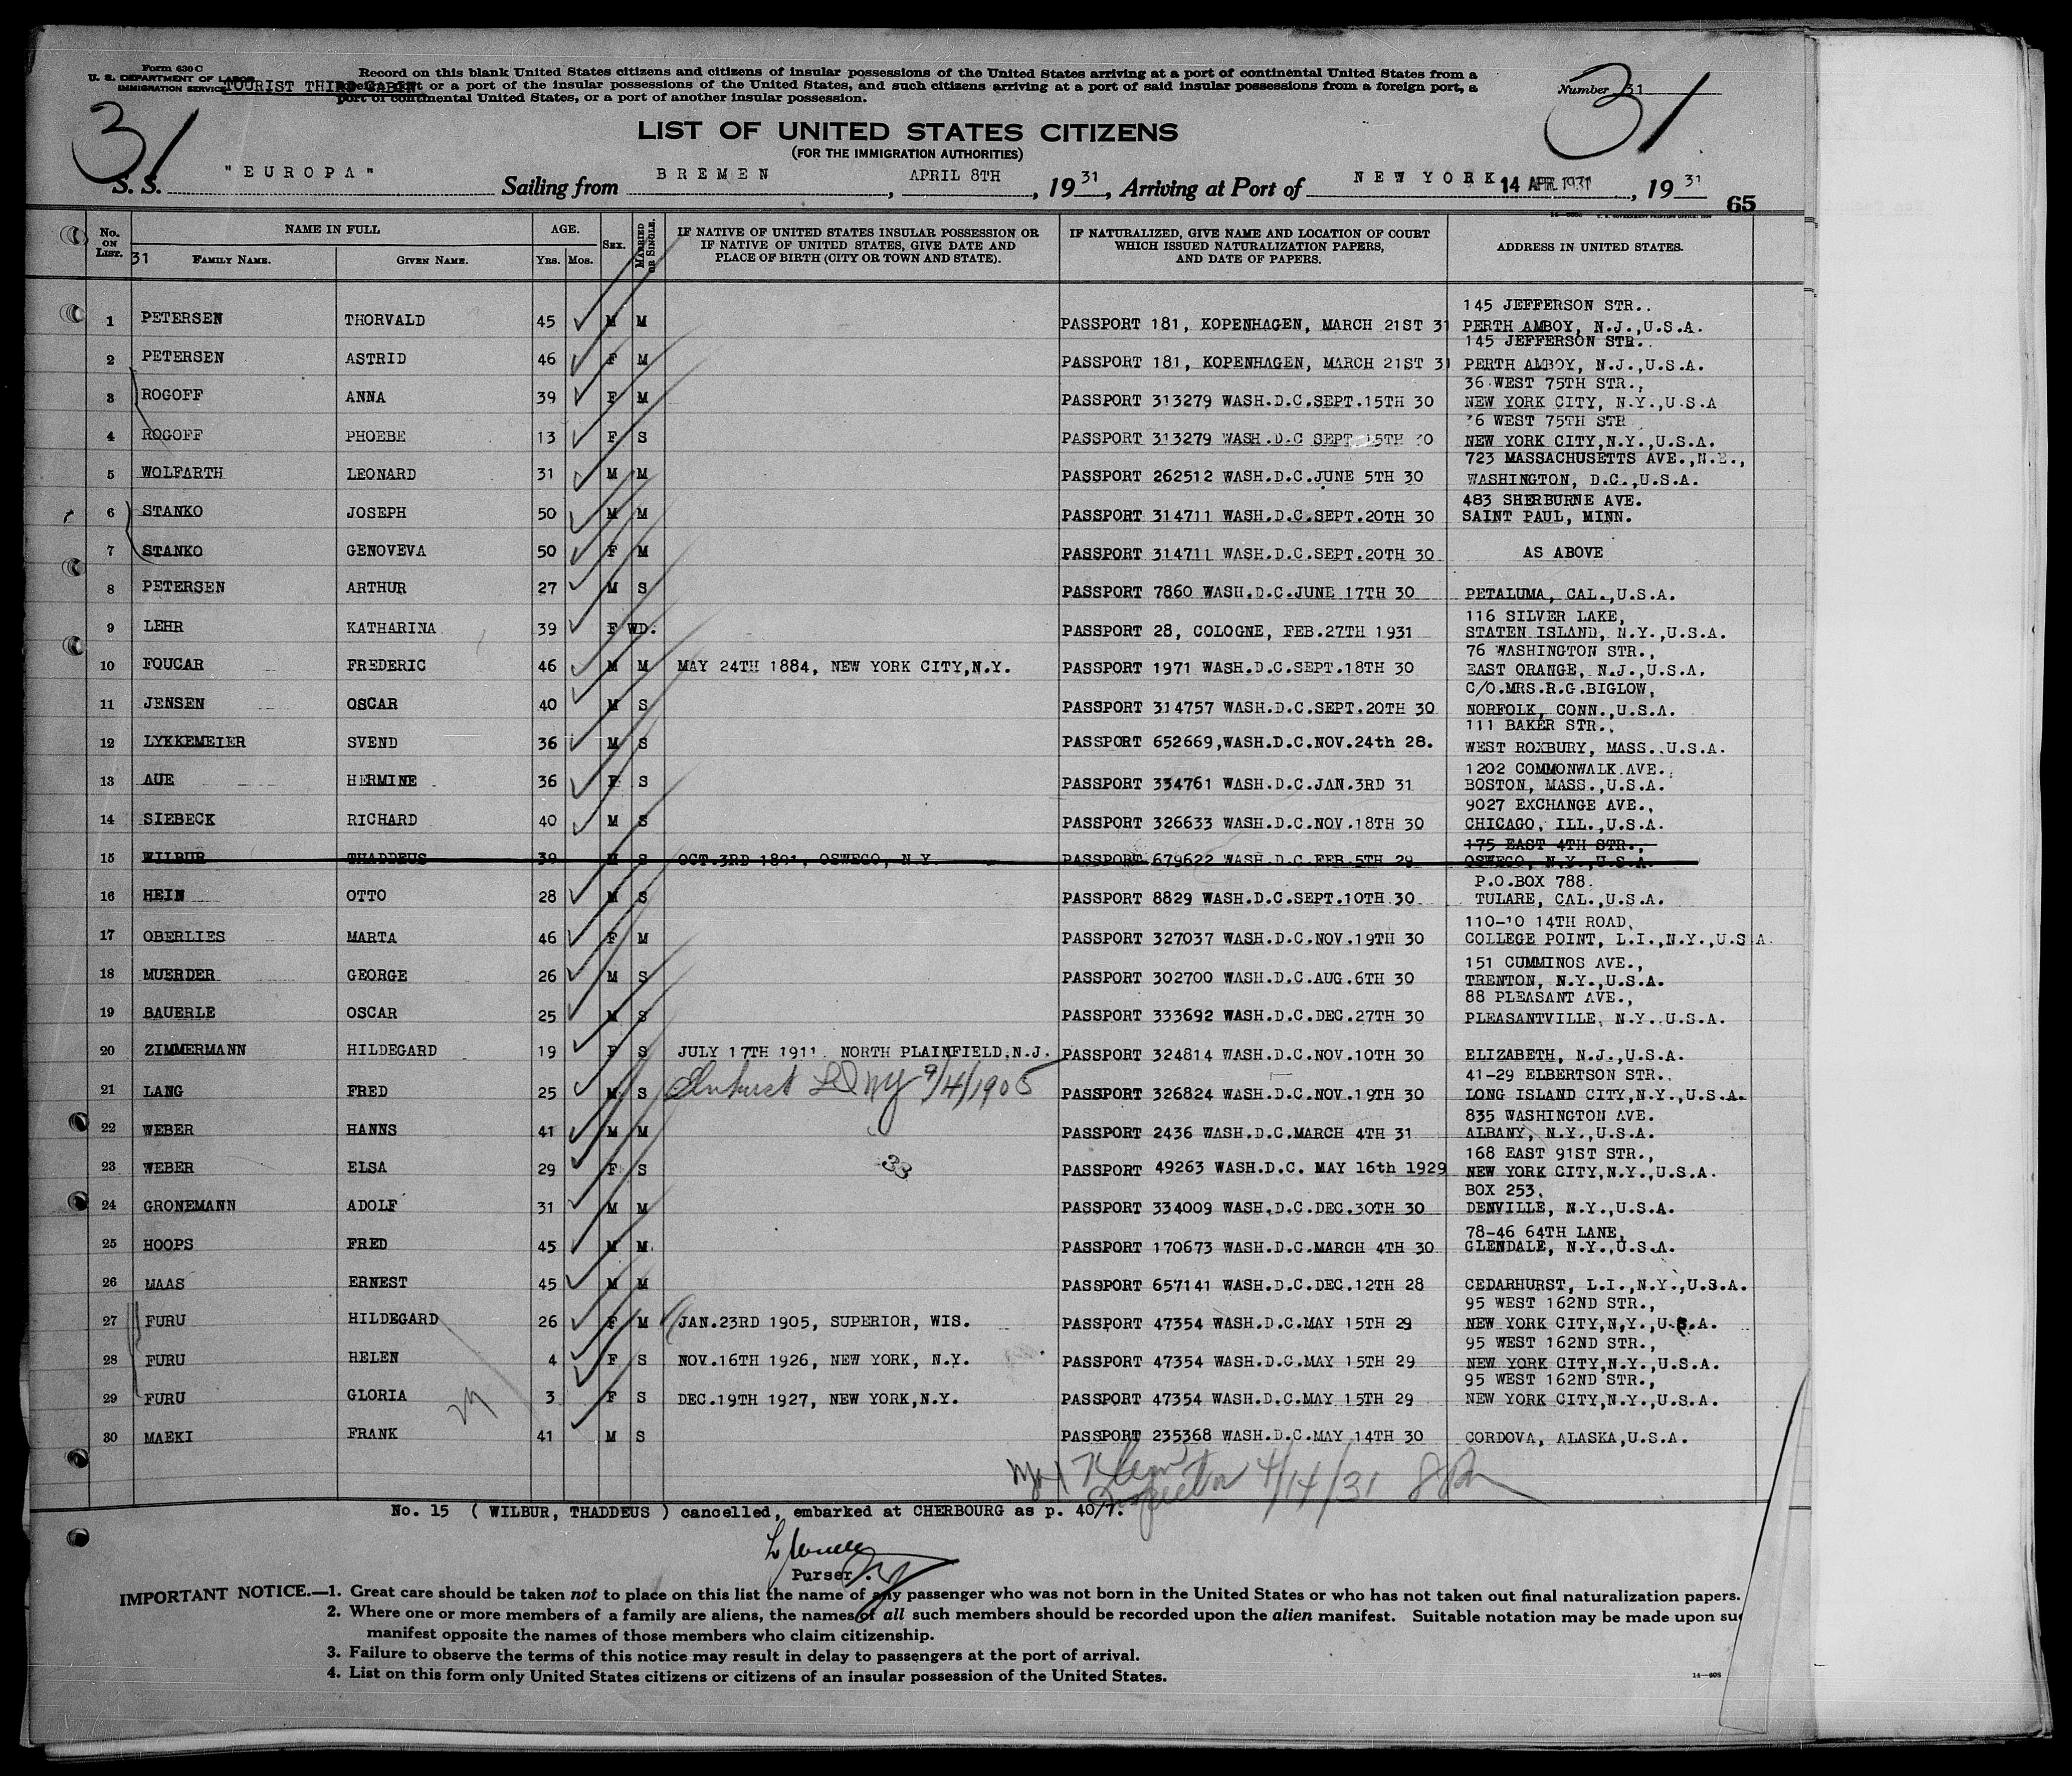 Form 630 C
U. S. DEPARTMENT OF LABOR
IMMIGRATION SERVICE
TOURIST THIRD CABIN
Record on this blank United States citizens and citizens of insular possessions of the United States arriving at a port of continental United States from a
foreign port or a port of the insular possessions of the United States, and such citizens arriving at a port of said insular possessions from a foreign port, a
port of continental United States, or a port of another insular possession.
Number 31
31
31
LIST OF UNITED STATES CITIZENS
(FOR THE IMMIGRATION AUTHORITIES)
S. S. "EUROPA" Sailing from BREMEN, APRIL 8TH, 1931, Arriving at Port of NEW YORK 14 APR. 1931, 1931
65
No. ON LIST. NAME IN FULL AGE. SEX. MARRIED OR SINGLE. IF NATIVE OF UNITED STATES INSULAR POSSESSION OR IF NATIVE OF UNITED STATES, GIVE DATE AND PLACE OF BIRTH (CITY OR TOWN AND STATE). IF NATURALIZED, GIVE NAME AND LOCATION OF COURT WHICH ISSUED NATURALIZATION PAPERS, AND DATE OF PAPERS. ADDRESS IN UNITED STATES.
31 FAMILY NAME. GIVEN NAME. YRS. MOS.
145 JEFFERSON STR..
1 PETERSEN THORVALD 45 M M PASSPORT 181, KOPENHAGEN, MARCH 21ST 31 PERTH AMBOY, N.J.,U.S.A.
145 JEFFERSON STR..
2 PETERSEN ASTRID 46 F M PASSPORT 181, KOPENHAGEN, MARCH 21ST 31 PERTH AMBOY, N.J.,U.S.A.
36 WEST 75TH STR.,
3 ROGOFF ANNA 39 F M PASSPORT 313279 WASH.D.C.SEPT.15TH 30 NEW YORK CITY, N.Y.,U.S.A
36 WEST 75TH STR
4 ROGOFF PHOEBE 13 F S PASSPORT 313279 WASH.D.C SEPT.15TH 30 NEW YORK CITY,N.Y.,U.S.A.
723 MASSACHUSETTS AVE.,N.E.,
5 WOLFARTH LEONARD 31 M M PASSPORT 262512 WASH.D.C.JUNE 5TH 30 WASHINGTON, D.C.,U.S.A.
483 SHERBURNE AVE.
6 STANKO JOSEPH 50 M M PASSPORT 314711 WASH.D.C.SEPT.20TH 30 SAINT PAUL, MINN.
7 STANKO GENOVEVA 50 F M PASSPORT 314711 WASH.D.C.SEPT.20TH 30 AS ABOVE
8 PETERSEN ARTHUR 27 M S PASSPORT 7860 WASH.D.C.JUNE 17TH 30 PETALUMA, CAL.,U.S.A.
116 SILVER LAKE,
9 LEHR KATHARINA 39 F WD. PASSPORT 28, COLOGNE, FEB.27TH 1931 STATEN ISLAND, N.Y.,U.S.A.
76 WASHINGTON STR.,
10 FOUCAR FREDERIC 46 M M MAY 24TH 1884, NEW YORK CITY,N.Y. PASSPORT 1971 WASH.D.C.SEPT.18TH 30 EAST ORANGE, N.J.,U.S.A.
C/O.MRS.R.G.BIGLOW,
11 JENSEN OSCAR 40 M S PASSPORT 314757 WASH.D.C.SEPT.20TH 30 NORFOLK, CONN.,U.S.A.
111 BAKER STR.,
12 LYKKEMEIER SVEND 36 M S PASSPORT 652669,WASH.D.C.NOV.24th 28. WEST ROXBURY, MASS..U.S.A.
1202 COMMONWALK AVE.,
13 AUE HERMINE 36 F S PASSPORT 334761 WASH.D.C.JAN.3RD 31 BOSTON, MASS.,U.S.A.
9027 EXCHANGE AVE.,
14 SIEBECK RICHARD 40 M S PASSPORT 326633 WASH.D.C.NOV.18TH 30 CHICAGO, ILL.,U.S.A.
175 EAST 4TH STR.,
15 WILBUR THADDEUS 39 M S OCT.3RD 1891, OSWEGO, N.Y. PASSPORT 679622 WASH D.C.FEB.5TH 29 OSWEGO, N.Y.,U.S.A.
P.O.BOX 788.
16 HEIN OTTO 28 M S PASSPORT 8829 WASH.D.C.SEPT.10TH 30 TULARE, CAL.,U.S.A.
110-10 14TH ROAD,
17 OBERLIES MARTA 46 F M PASSPORT 327037 WASH.D.C.NOV.19TH 30 COLLEGE POINT, L.I.,N.Y.,U.S.A.
151 CUMMINOS AVE.,
18 MUERDER GEORGE 26 M S PASSPORT 302700 WASH.D.C.AUG.6TH 30 TRENTON, N.Y.,U.S.A.
88 PLEASANT AVE.,
19 BAUERLE OSCAR 25 M S PASSPORT 333692 WASH.D.C.DEC.27TH 30 PLEASANTVILLE, N.Y..U.S.A.
20 ZIMMERMANN HILDEGARD 19 F S JULY 17TH 1911 NORTH PLAINFIELD,N.J. PASSPORT 324814 WASH.D.C.NOV.10TH 30 ELIZABETH, N.J.,U.S.A.
41-29 ELBERTSON STR..
21 LANG FRED 25 M S Elmhurst LI NY 9/4/1905 PASSPORT 326824 WASH.D.C.NOV.19TH 30 LONG ISLAND CITY,N.Y.,U.S.A.
835 WASHINGTON AVE.
22 WEBER HANNS 41 M M PASSPORT 2436 WASH.D.C.MARCH 4TH 31 ALBANY, N.Y.,U.S.A.
168 EAST 91ST STR.,
23 WEBER ELSA 29 F S 33 PASSPORT 49263 WASH.D.C. MAY 16th 1929 NEW YORK CITY,N.Y.,U.S.A.
BOX 253,
24 GRONEMANN ADOLF 31 M M PASSPORT 334009 WASH.D.C.DEC.30TH 30 DENVILLE, N.Y.,U.S.A.
78-46 64TH LANE,
25 HOOPS FRED 45 M M. PASSPORT 170673 WASH.D.C.MARCH 4TH 30 GLENDALE, N.Y.,U.S.A.
26 MAAS ERNEST 45 M M PASSPORT 657141 WASH.D.C.DEC.12TH 28 CEDARHURST, L.I.,N.Y.,U.S.A.
95 WEST 162ND STR.,
27 FURU HILDEGARD 26 F M JAN.23RD 1905, SUPERIOR, WIS. PASSPORT 47354 WASH.D.C.MAY 15TH 29 NEW YORK CITY,N,Y.,U.S.A.
95 WEST 162ND STR.,
28 FURU HELEN 4 F S NOV.16TH 1926, NEW YORK, N.Y. PASSPORT 47354 WASH.D.C.MAY 15TH 29 NEW YORK CITY,N.Y.,U.S.A.
95 WEST 162ND STR.,
29 FURU GLORIA 3 F S DEC.19TH 1927, NEW YORK,N.Y. PASSPORT 47354 WASH.D.C.MAY 15TH 29 NEW YORK CITY,N.Y.,U.S.A.
30 MAEKI FRANK 41 M S PASSPORT 235368 WASH.D.C.MAY 14TH 30 CORDOVA, ALASKA,U.S.A.
Inspector 4/14/31
No. 15 ( WILBUR, THADDEUS ) cancelled, embarked at CHERBOURG as p. 40/7.
Purser.
IMPORTANT NOTICE.—1. Great care should be taken not to place on this list the name of any passenger who was not born in the United States or who has not taken out final naturalization papers.
2. Where one or more members of a family are aliens, the names of all such members should be recorded upon the alien manifest. Suitable notation may be made upon su
manifest opposite the names of those members who claim citizenship.
3. Failure to observe the terms of this notice may result in delay to passengers at the port of arrival.
4. List on this form only United States citizens or citizens of an insular possession of the United States.